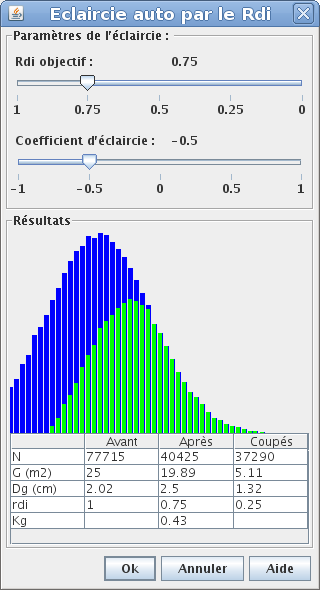 Eclaircie auto par le Rdi
Paramètres de l'éclaircie :
Rdi objectif : 0.75
1 0.75 0.5 0.25 0
Coefficient d'éclaircie : −0.5
−1 −0.5 0 0.5 1
Résultats
Avant Après Coupés
N 77715 40425 37290
G (m2) 25 19.89 5.11
Dg (cm) 2.02 2.5 1.32
rdi 1 0.75 0.25
Kg 0.43
Ok Annuler Aide